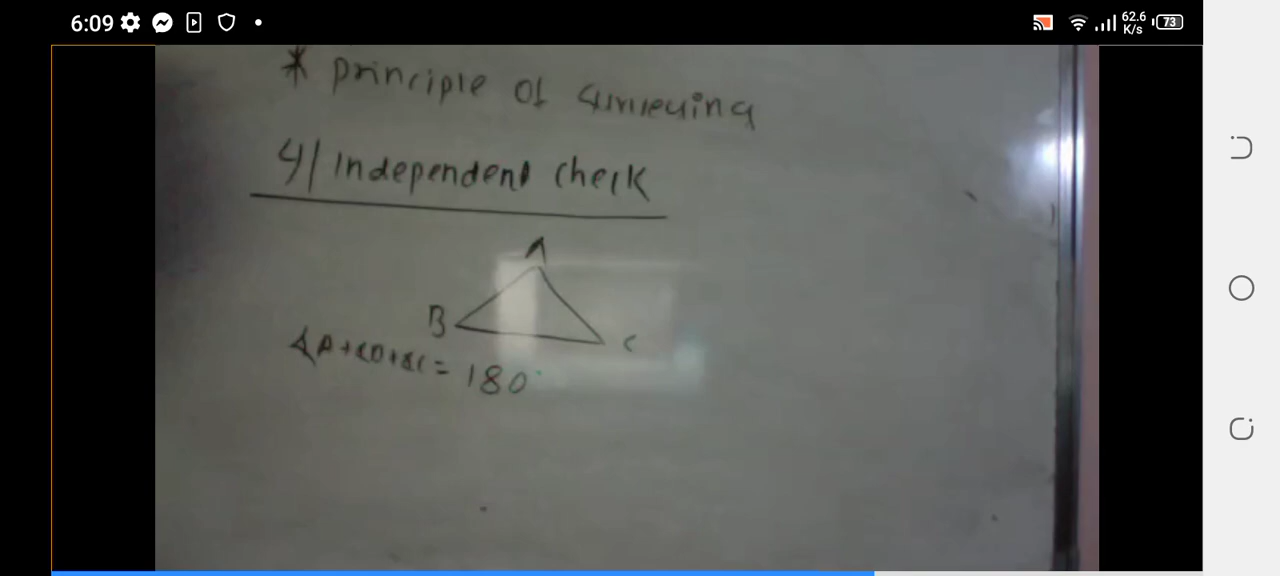 6:09
62.6
K/s
73
* principle of surveying
4/ Independent check
A
B
C
∠A+∠B+∠C = 180°